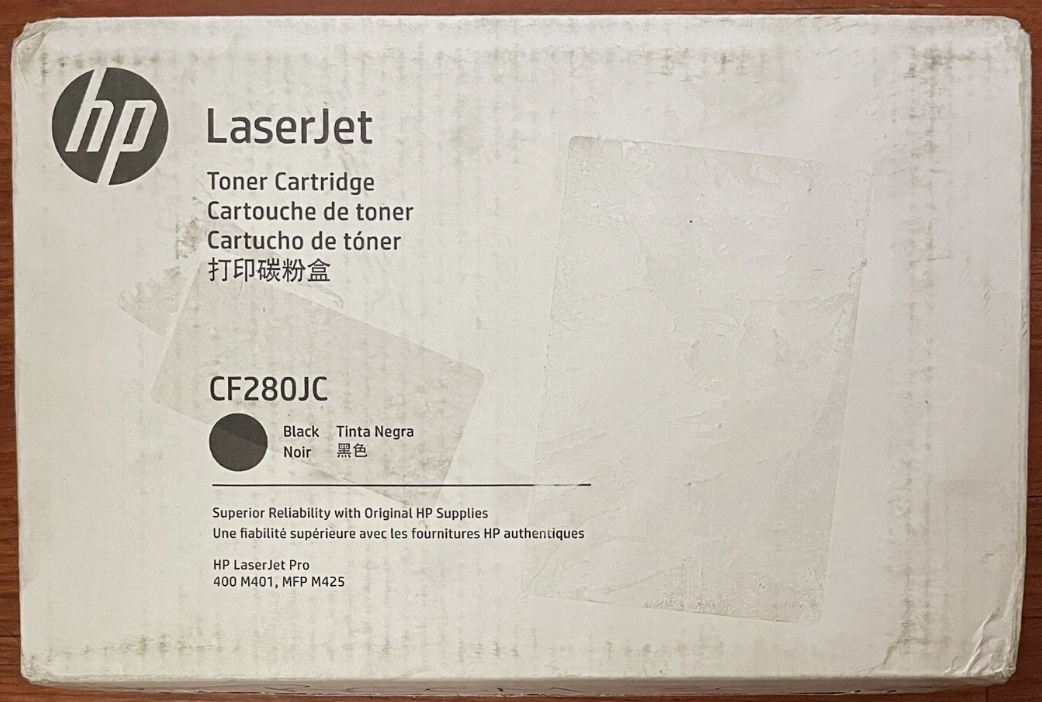 hp
LaserJet
Toner Cartridge
Cartouche de toner
Cartucho de tóner
打印碳粉盒
CF280JC
Black Tinta Negra
Noir 黑色
Superior Reliability with Original HP Supplies
Une fiabilité supérieure avec les fournitures HP authentiques
HP LaserJet Pro
400 M401, MFP M425